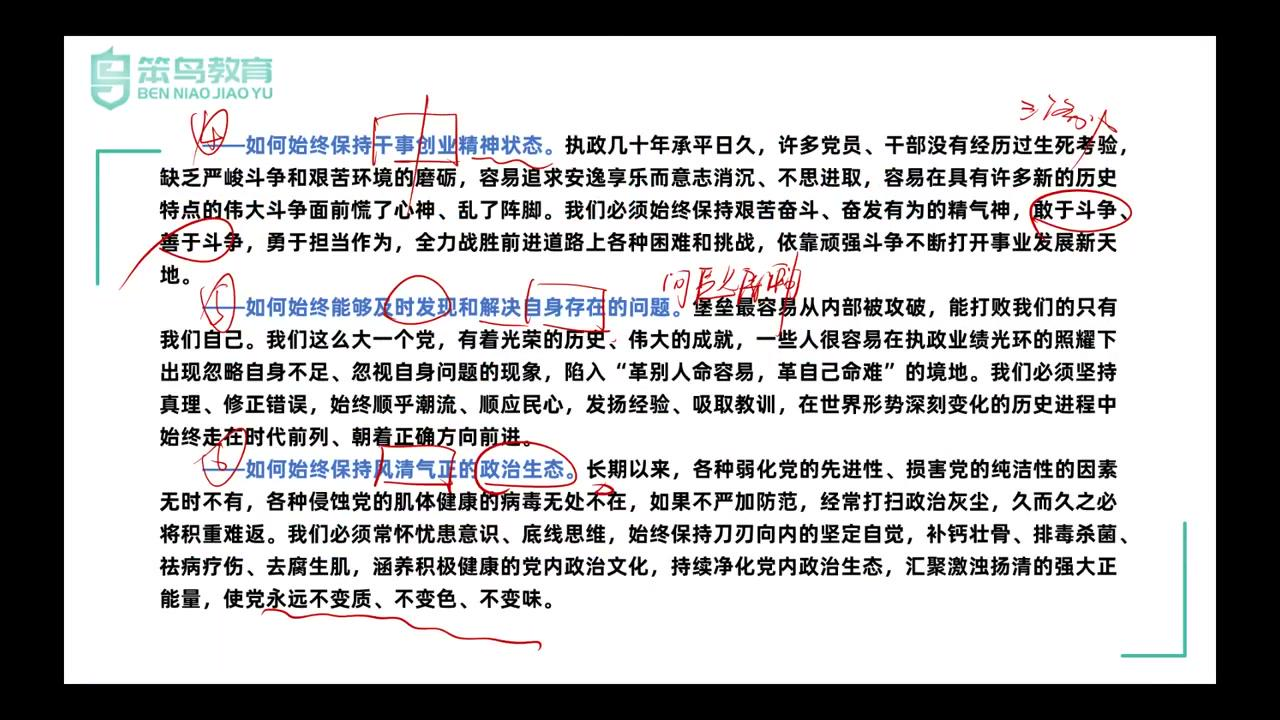 笨鸟教育
BEN NIAO JIAO YU
——如何始终保持干事创业精神状态。执政几十年承平日久，许多党员、干部没有经历过生死考验，
缺乏严峻斗争和艰苦环境的磨砺，容易追求安逸享乐而意志消沉、不思进取，容易在具有许多新的历史
特点的伟大斗争面前慌了心神、乱了阵脚。我们必须始终保持艰苦奋斗、奋发有为的精气神，敢于斗争、
善于斗争，勇于担当作为，全力战胜前进道路上各种困难和挑战，依靠顽强斗争不断打开事业发展新天
地。
——如何始终能够及时发现和解决自身存在的问题。堡垒最容易从内部被攻破，能打败我们的只有
我们自己。我们这么大一个党，有着光荣的历史、伟大的成就，一些人很容易在执政业绩光环的照耀下
出现忽略自身不足、忽视自身问题的现象，陷入“革别人命容易，革自己命难”的境地。我们必须坚持
真理、修正错误，始终顺乎潮流、顺应民心，发扬经验、吸取教训，在世界形势深刻变化的历史进程中
始终走在时代前列、朝着正确方向前进。
——如何始终保持风清气正的政治生态。长期以来，各种弱化党的先进性、损害党的纯洁性的因素
无时不有，各种侵蚀党的肌体健康的病毒无处不在，如果不严加防范，经常打扫政治灰尘，久而久之必
将积重难返。我们必须常怀忧患意识、底线思维，始终保持刀刃向内的坚定自觉，补钙壮骨、排毒杀菌、
祛病疗伤、去腐生肌，涵养积极健康的党内政治文化，持续净化党内政治生态，汇聚激浊扬清的强大正
能量，使党永远不变质、不变色、不变味。